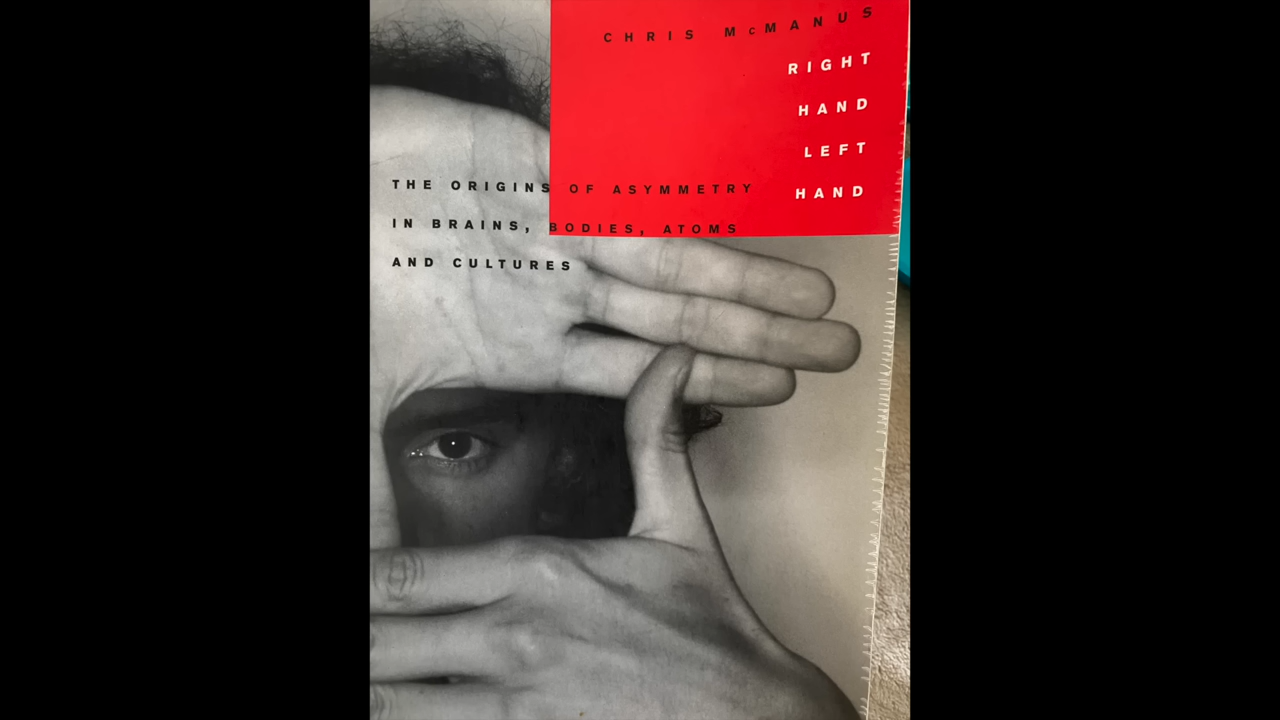 CHRIS McMANUS
RIGHT
HAND
LEFT
HAND
THE ORIGINS OF ASYMMETRY
IN BRAINS, BODIES, ATOMS
AND CULTURES